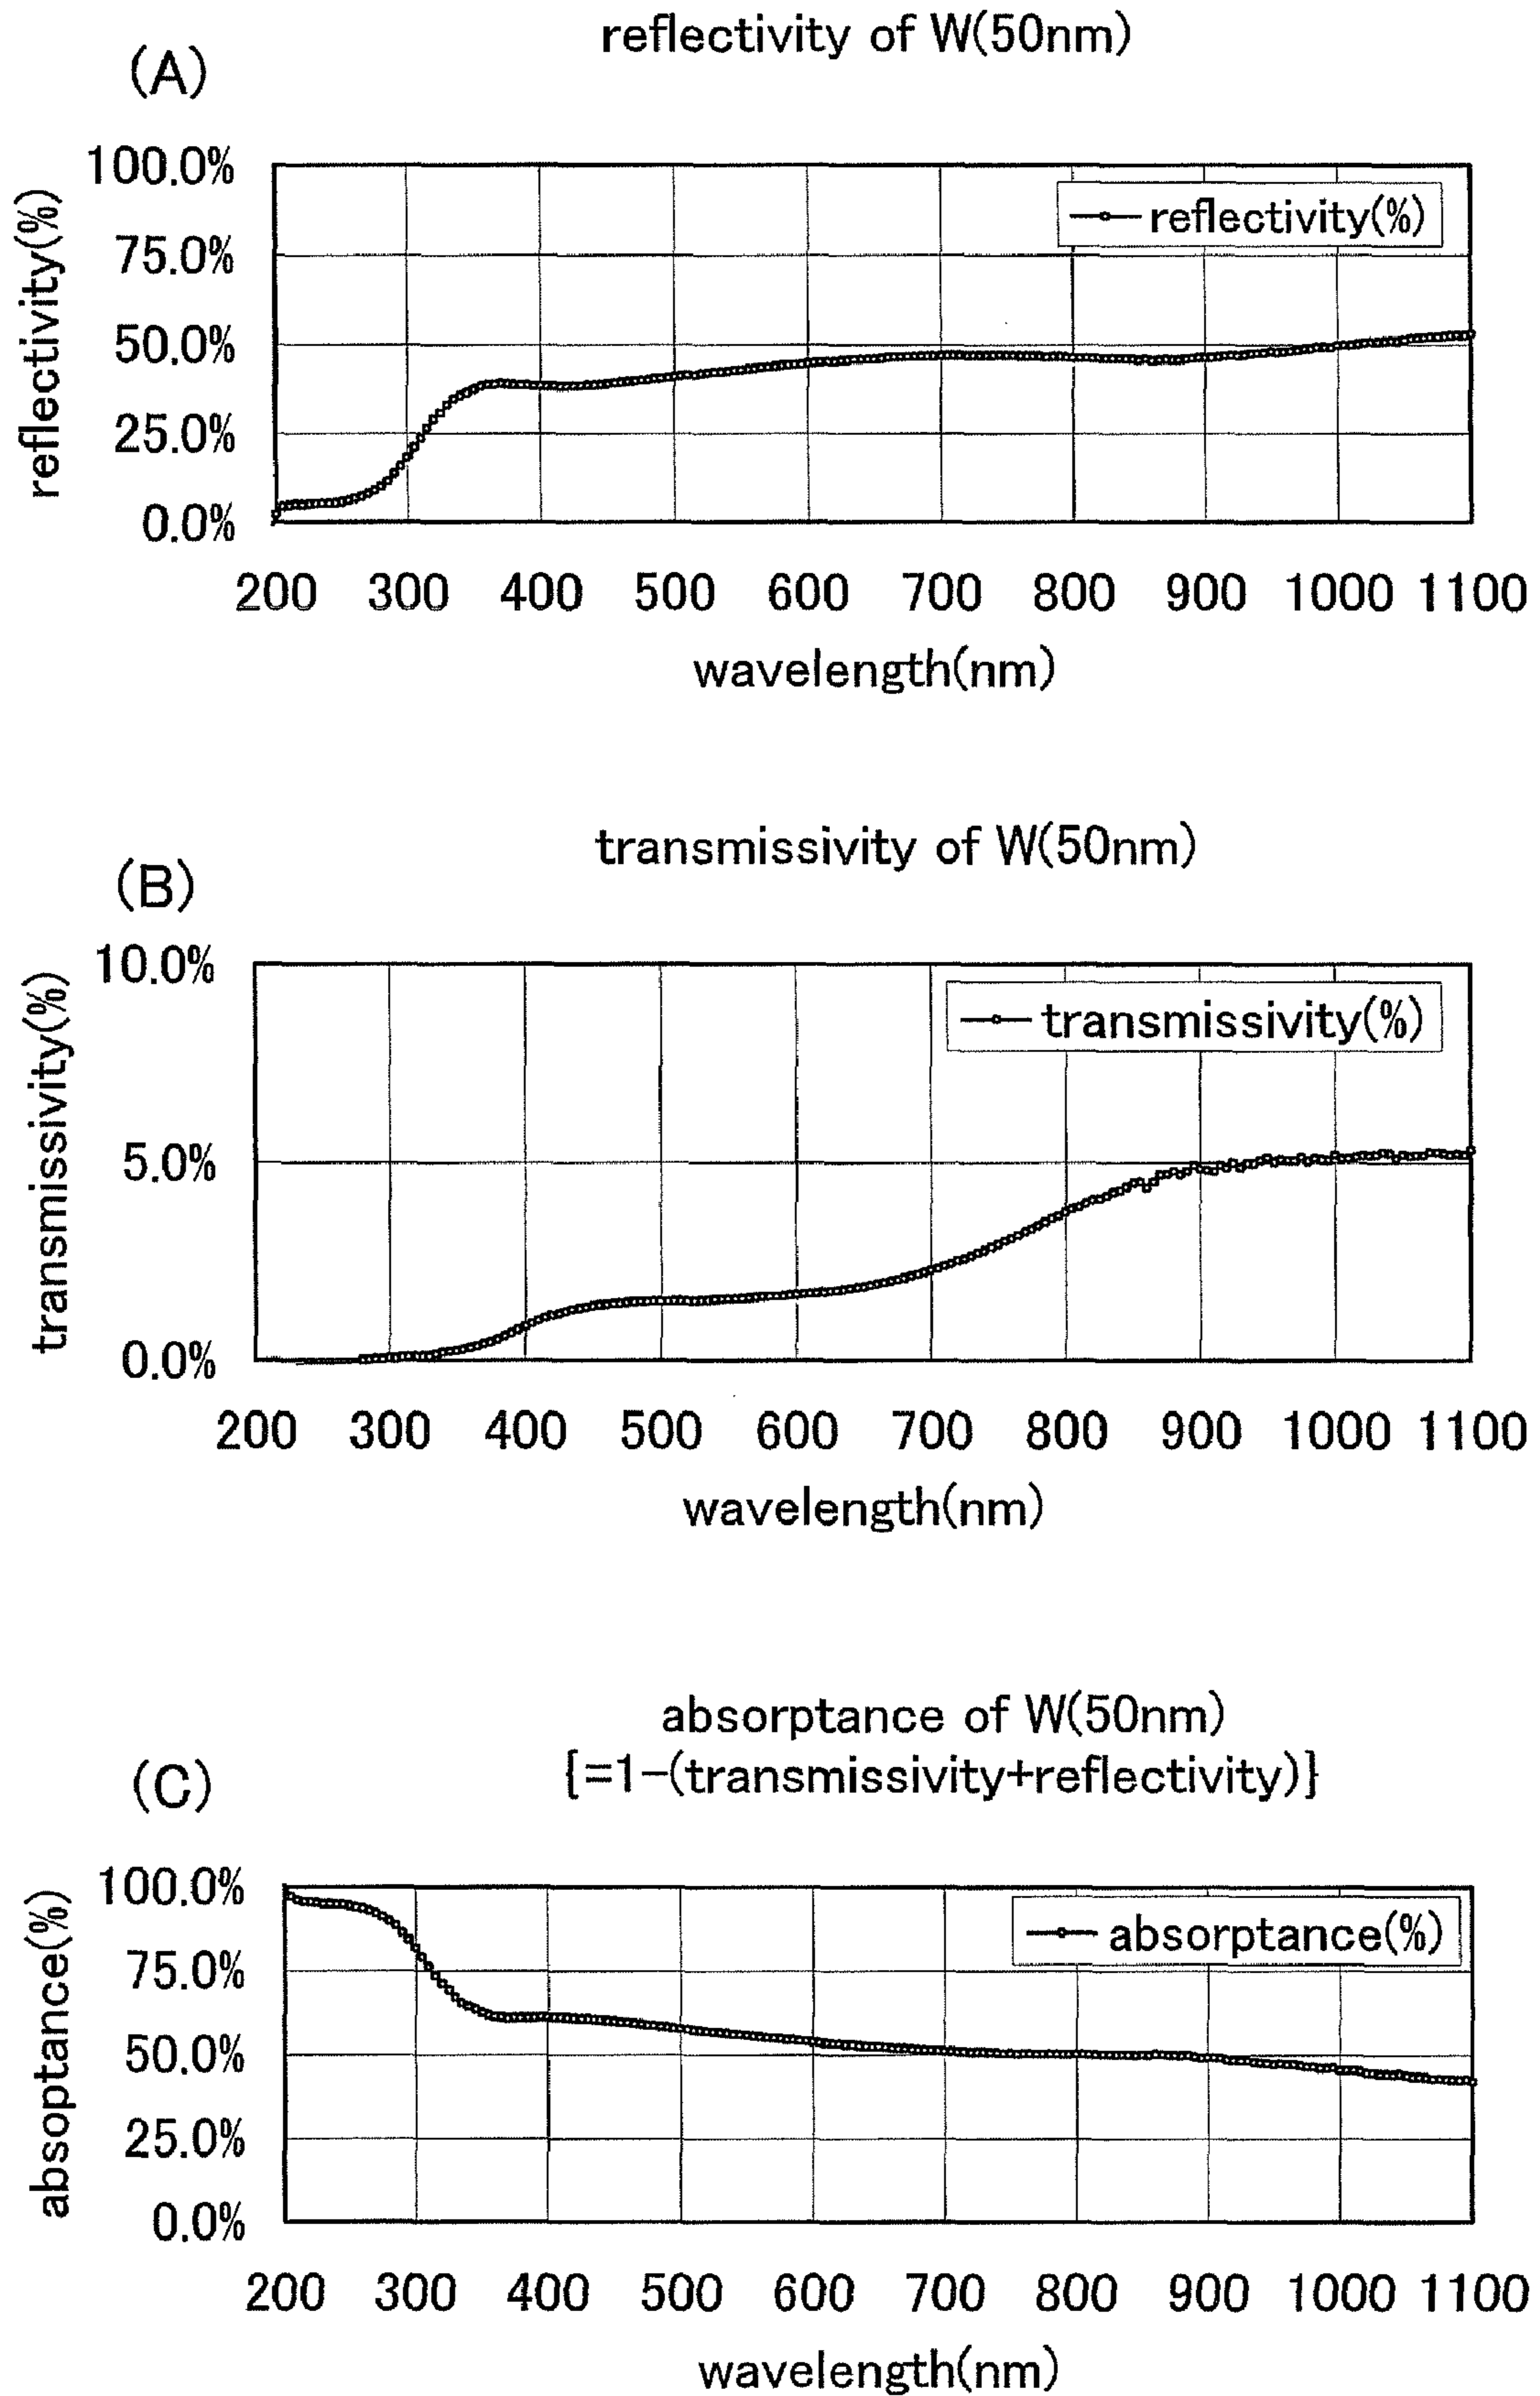 (A)
reflectivity of W(50nm)
100.0%
75.0%
50.0%
25.0%
0.0%
reflectivity(%)
reflectivity(%)
200 300 400 500 600 700 800 900 1000 1100
wavelength(nm)
(B)
transmissivity of W(50nm)
10.0%
5.0%
0.0%
transmissivity(%)
transmissivity(%)
200 300 400 500 600 700 800 900 1000 1100
wavelength(nm)
(C)
absorptance of W(50nm)
{=1-(transmissivity+reflectivity)}
100.0%
75.0%
50.0%
25.0%
0.0%
absoptance(%)
absorptance(%)
200 300 400 500 600 700 800 900 1000 1100
wavelength(nm)